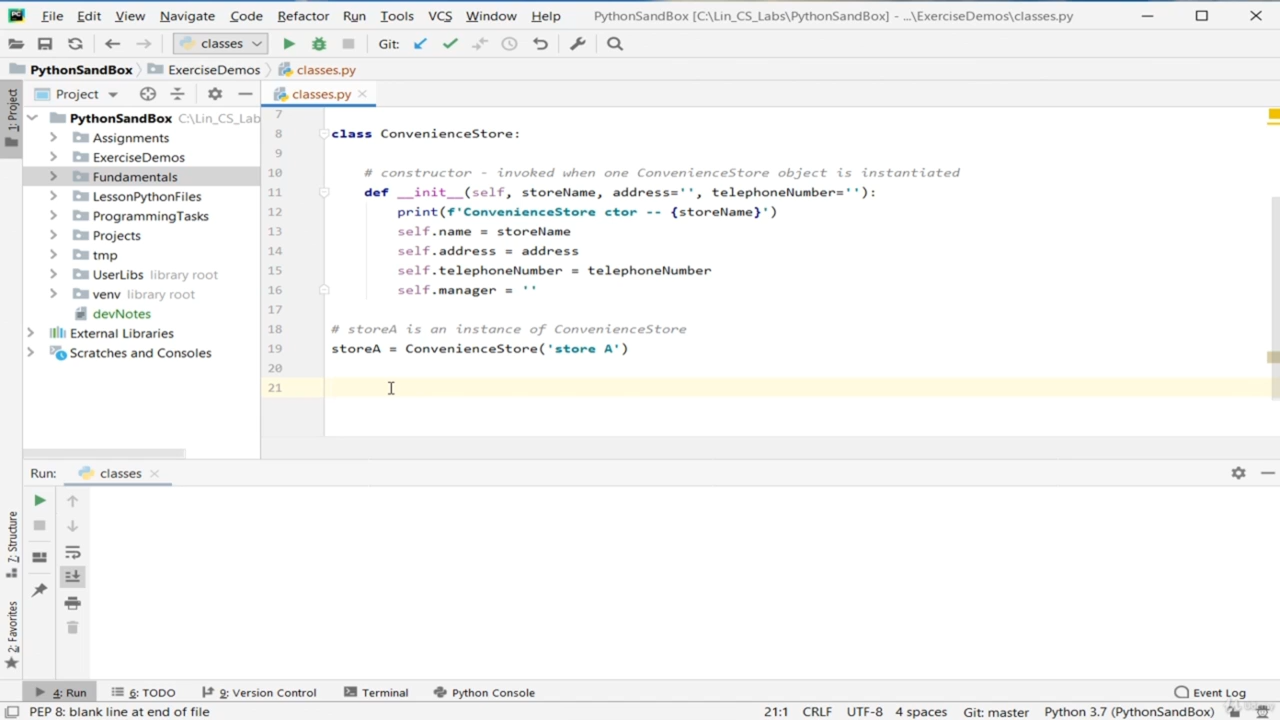 File Edit View Navigate Code Refactor Run Tools VCS Window Help PythonSandBox [C:\Lin_CS_Labs\PythonSandBox] - ...\ExerciseDemos\classes.py
classes Git:
PythonSandBox ExerciseDemos classes.py
1: Project
Project
classes.py
PythonSandBox C:\Lin_CS_Lab
Assignments
ExerciseDemos
Fundamentals
LessonPythonFiles
ProgrammingTasks
Projects
tmp
UserLibs library root
venv library root
devNotes
External Libraries
Scratches and Consoles
7
8 class ConvenienceStore:
9
10 # constructor - invoked when one ConvenienceStore object is instantiated
11 def __init__(self, storeName, address='', telephoneNumber=''):
12 print(f'ConvenienceStore ctor -- {storeName}')
13 self.name = storeName
14 self.address = address
15 self.telephoneNumber = telephoneNumber
16 self.manager = ''
17
18 # storeA is an instance of ConvenienceStore
19 storeA = ConvenienceStore('store A')
20
21
Run: classes
Z: Structure
2: Favorites
4: Run 6: TODO 9: Version Control Terminal Python Console Event Log
PEP 8: blank line at end of file 21:1 CRLF UTF-8 4 spaces Git: master Python 3.7 (PythonSandBox)